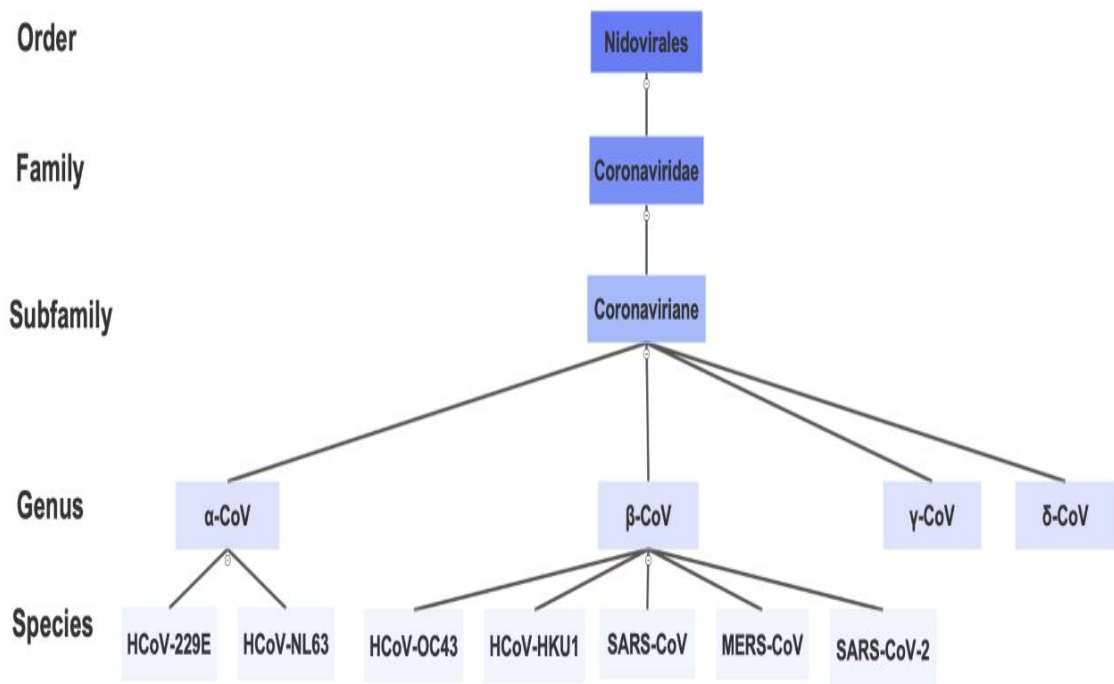 Order
Nidovirales
Family
Coronaviridae
Subfamily
Coronaviriane
Genus
α-CoV
β-CoV
γ-CoV
δ-CoV
Species
HCoV-229E
HCoV-NL63
HCoV-OC43
HCoV-HKU1
SARS-CoV
MERS-CoV
SARS-CoV-2